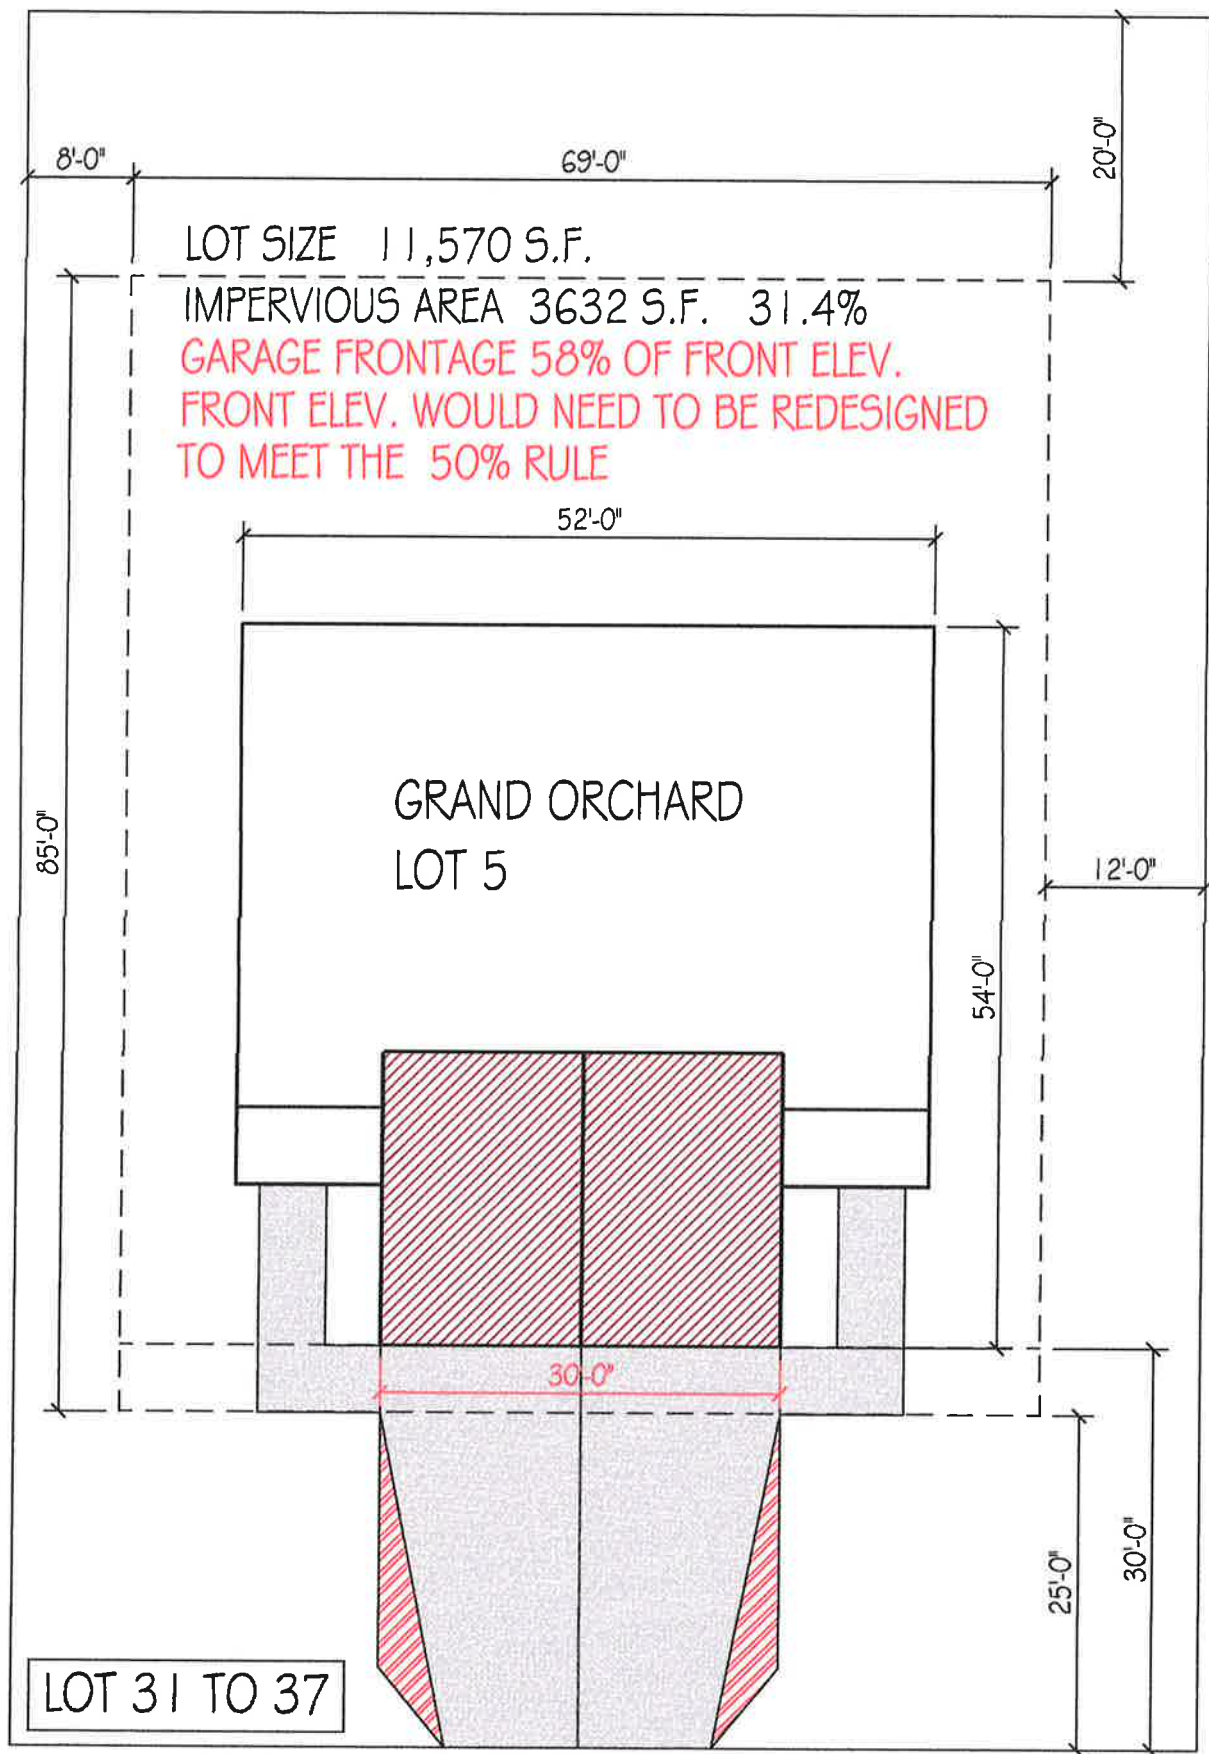 20'-0"
8'-0"
69'-0"
LOT SIZE 11,570 S.F.
IMPERVIOUS AREA 3632 S.F. 31.4%
GARAGE FRONTAGE 58% OF FRONT ELEV.
FRONT ELEV. WOULD NEED TO BE REDESIGNED
TO MEET THE 50% RULE
52'-0"
GRAND ORCHARD
LOT 5
85'-0"
12'-0"
54'-0"
30'-0"
25'-0"
30'-0"
LOT 31 TO 37